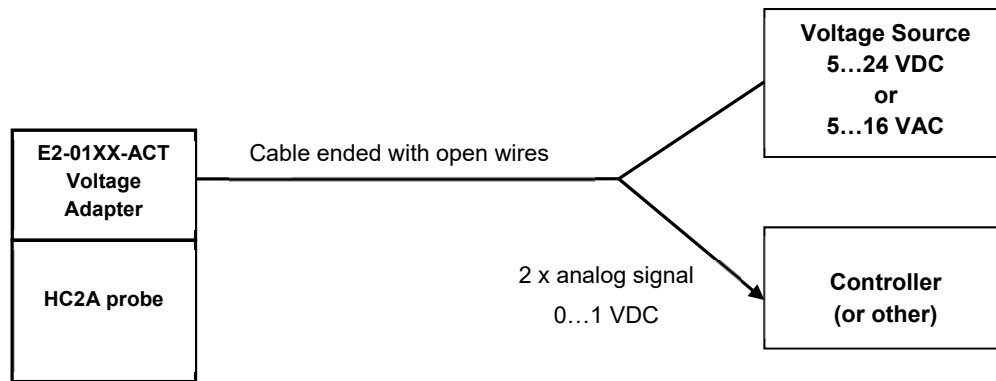 Voltage Source
5…24 VDC
or
5…16 VAC
E2-01XX-ACT
Voltage
Adapter
Cable ended with open wires
HC2A probe
2 x analog signal
0…1 VDC
Controller
(or other)